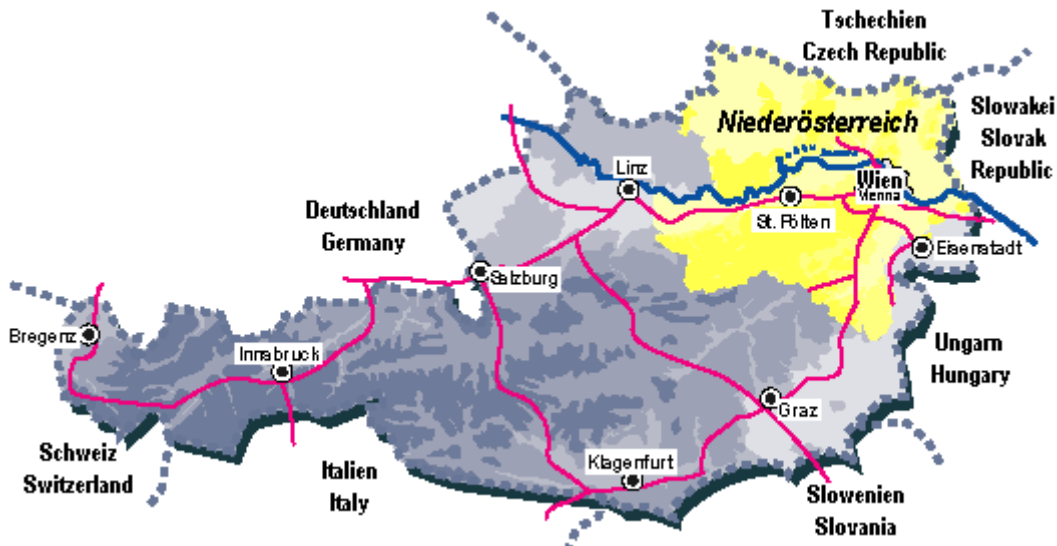 Tschechien
Czech Republic
Slowakei
Slovak
Republic
Niederösterreich
Linz
Wien
Vienna
St. Pölten
Deutschland
Germany
Eisenstadt
Salzburg
Bregenz
Innsbruck
Ungarn
Hungary
Graz
Schweiz
Switzerland
Italien
Italy
Klagenfurt
Slowenien
Slovania